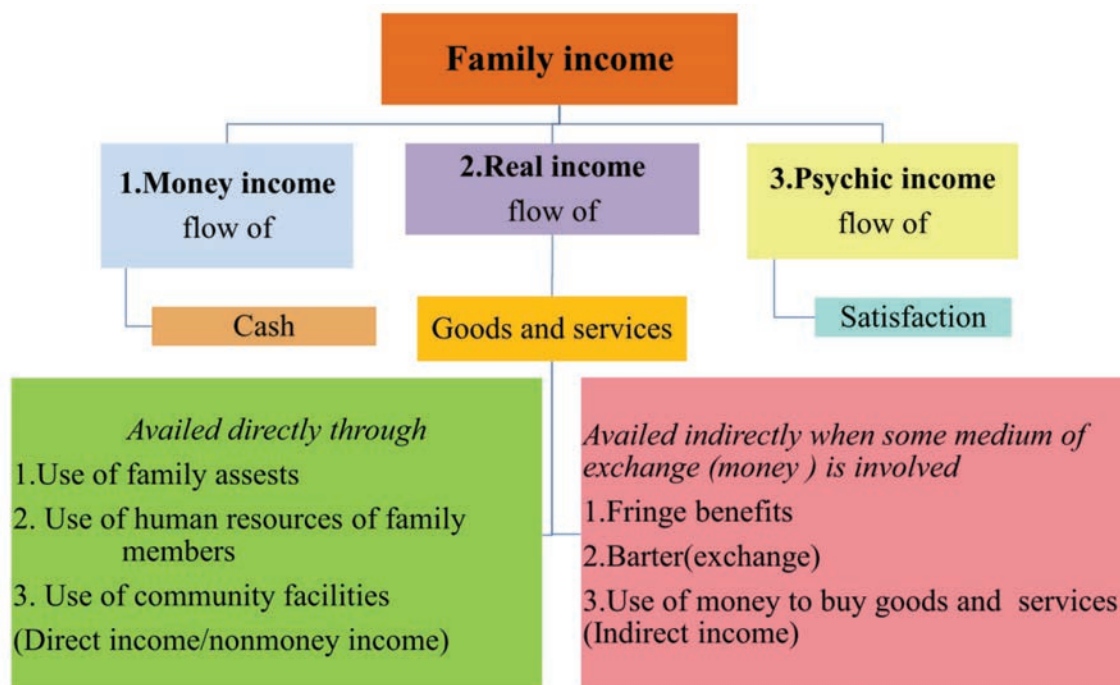 Family income
1.Money income
flow of
2.Real income
flow of
3.Psychic income
flow of
Cash
Goods and services
Satisfaction
Availed directly through
1.Use of family assests
2. Use of human resources of family
members
3. Use of community facilities
(Direct income/nonmoney income)
Availed indirectly when some medium of
exchange (money ) is involved
1.Fringe benefits
2.Barter(exchange)
3.Use of money to buy goods and services
(Indirect income)